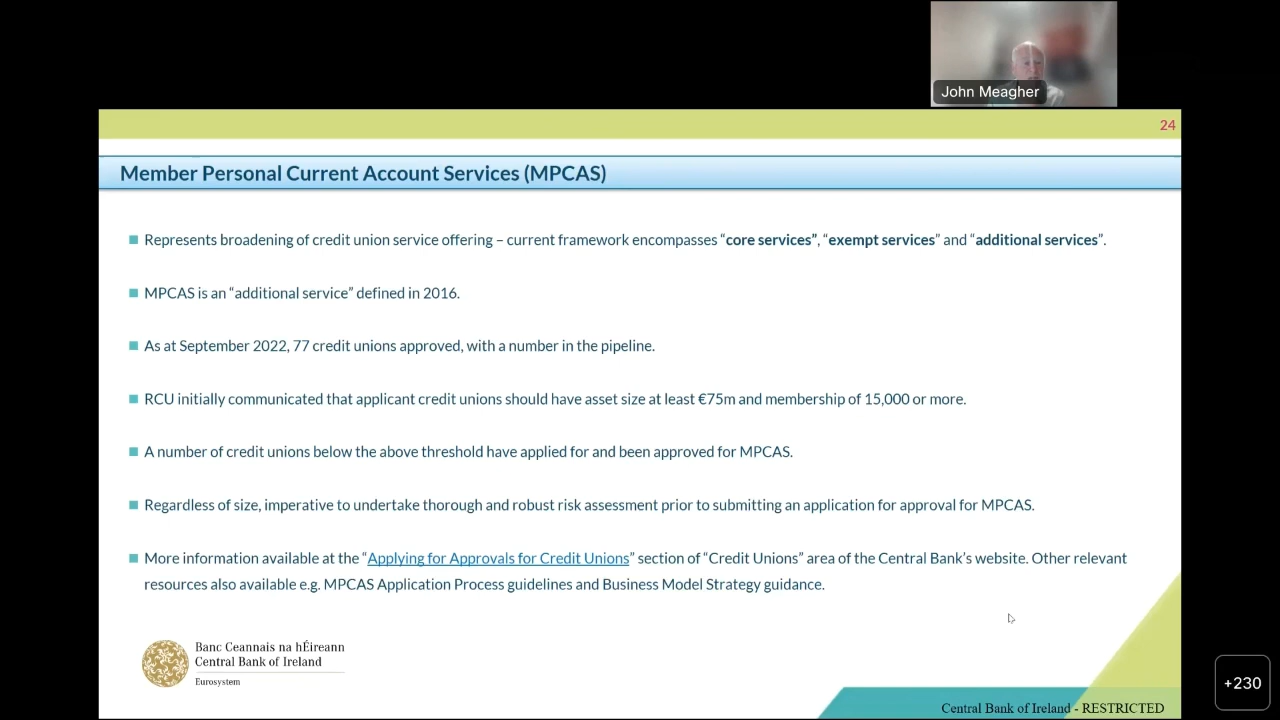 John Meagher
24
Member Personal Current Account Services (MPCAS)
Represents broadening of credit union service offering – current framework encompasses “core services”, “exempt services” and “additional services”.
MPCAS is an “additional service” defined in 2016.
As at September 2022, 77 credit unions approved, with a number in the pipeline.
RCU initially communicated that applicant credit unions should have asset size at least €75m and membership of 15,000 or more.
A number of credit unions below the above threshold have applied for and been approved for MPCAS.
Regardless of size, imperative to undertake thorough and robust risk assessment prior to submitting an application for approval for MPCAS.
More information available at the “Applying for Approvals for Credit Unions” section of “Credit Unions” area of the Central Bank’s website. Other relevant
resources also available e.g. MPCAS Application Process guidelines and Business Model Strategy guidance.
Banc Ceannais na hÉireann
Central Bank of Ireland
Eurosystem
+230
Central Bank of Ireland - RESTRICTED